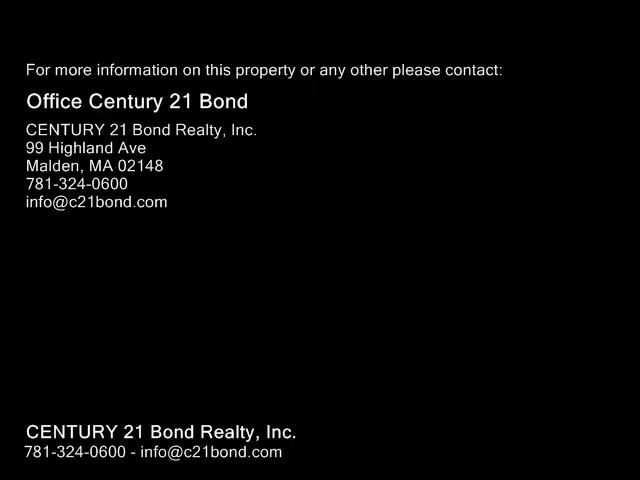 For more information on this property or any other please contact:
Office Century 21 Bond
CENTURY 21 Bond Realty, Inc.
99 Highland Ave
Malden, MA 02148
781-324-0600
info@c21bond.com
CENTURY 21 Bond Realty, Inc.
781-324-0600 - info@c21bond.com